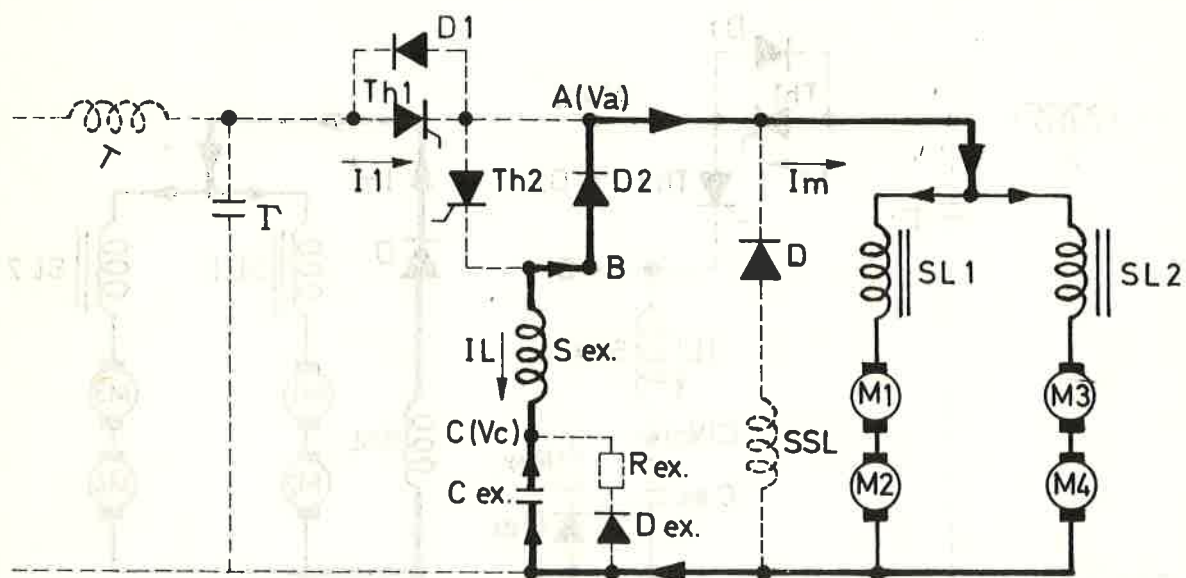 D1
Th1
A(Va)
I1
Th2
D2
Im
D
B
SL1
SL2
IL
S ex.
M1
M3
C(Vc)
SSL
R ex.
C ex.
M2
M4
D ex.